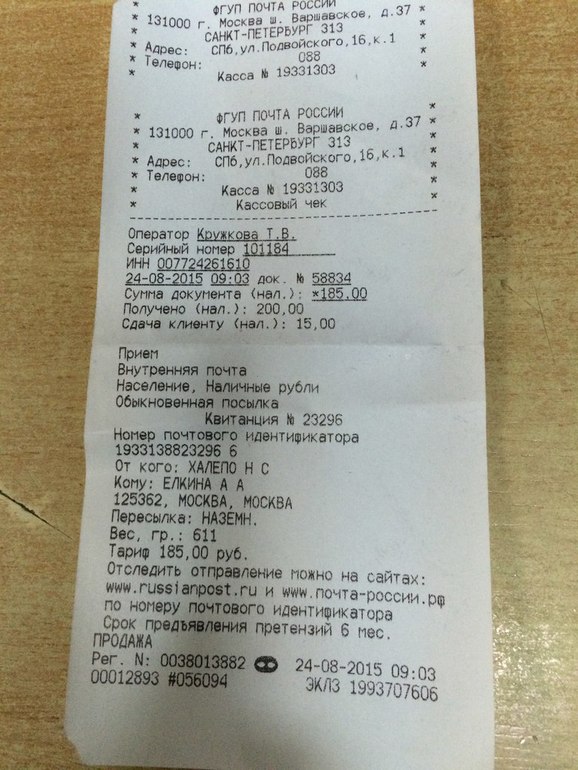 * ФГУП ПОЧТА РОССИИ *
* 131000 г. Москва ш. Варшавское, д.37
* САНКТ-ПЕТЕРБУРГ 313 *
* Адрес: СПб,ул.Подвойского,16,к.1 *
* Телефон: 088 *
* Касса № 19331303 *
* ФГУП ПОЧТА РОССИИ *
* 131000 г. Москва ш. Варшавское, д.37
* САНКТ-ПЕТЕРБУРГ 313 *
* Адрес: СПб,ул.Подвойского,16,к.1 *
* Телефон: 088 *
* Касса № 19331303 *
* Кассовый чек *
Оператор Кружкова Т.В.
Серийный номер 101184
ИНН 007724261610
24-08-2015 09:03 док. № 58834
Сумма документа (нал.): *185.00
Получено (нал.): 200,00
Сдача клиенту (нал.): 15,00
Прием
Внутренняя почта
Население, Наличные рубли
Обыкновенная посылка
Квитанция № 23296
Номер почтового идентификатора
1933138823296 6
От кого: ХАЛЕПО Н С
Кому: ЕЛКИНА А А
125362, МОСКВА, МОСКВА
Пересылка: НАЗЕМН.
Вес, гр.: 611
Тариф 185,00 руб.
Отследить отправление можно на сайтах:
www.russianpost.ru и www.почта-россии.рф
по номеру почтового идентификатора
Срок предъявления претензий 6 мес.
ПРОДАЖА
Рег. N: 0038013882 24-08-2015 09:03
00012893 #056094 ЭКЛЗ 1993707606